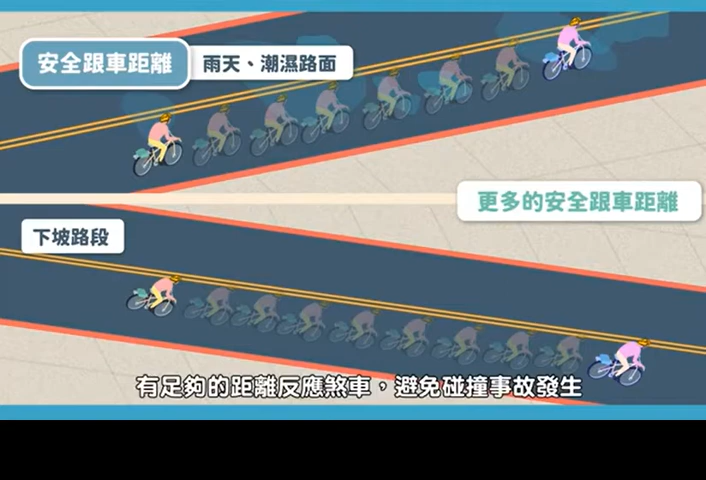 安全跟車距離
雨天、潮濕路面
更多的安全跟車距離
下坡路段
有足夠的距離反應煞車，避免碰撞事故發生